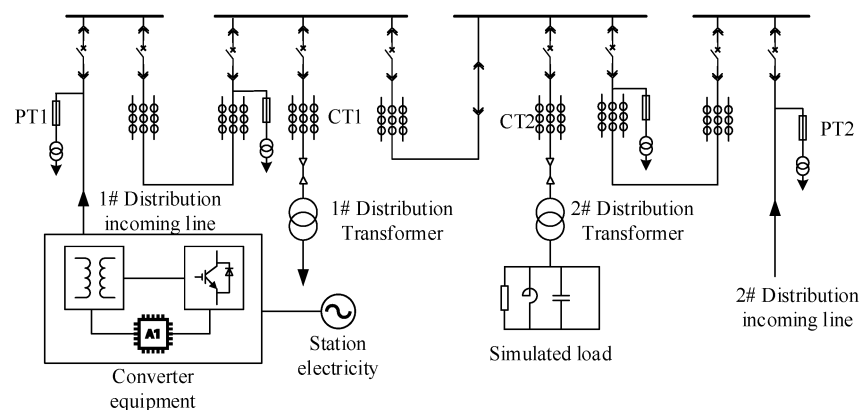 PT1
CT1
CT2
PT2
1# Distribution
incoming line
1# Distribution
Transformer
2# Distribution
Transformer
2# Distribution
incoming line
A1
Station
electricity
Simulated load
Converter
equipment